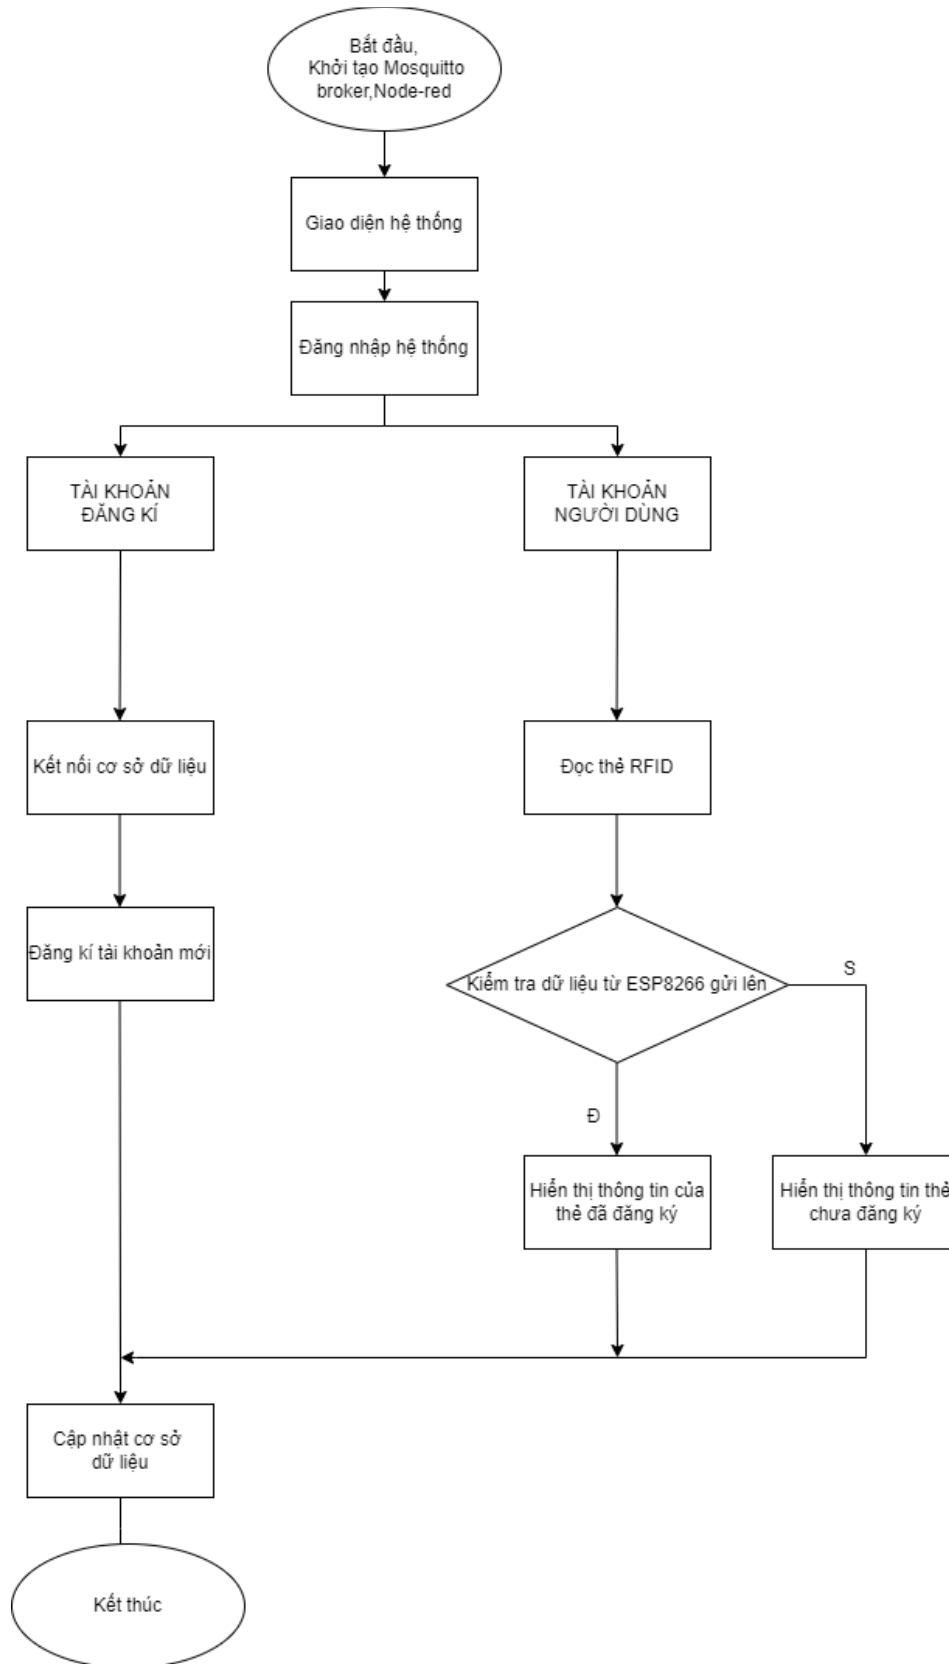 Bắt đầu,
Khởi tạo Mosquitto
broker,Node-red
Giao diện hệ thống
Đăng nhập hệ thống
TÀI KHOẢN
ĐĂNG KÍ
TÀI KHOẢN
NGƯỜI DÙNG
Kết nối cơ sở dữ liệu
Đọc thẻ RFID
Đăng kí tài khoản mới
Kiểm tra dữ liệu từ ESP8266 gửi lên
S
Đ
Hiển thị thông tin của
thẻ đã đăng ký
Hiển thị thông tin thẻ
chưa đăng ký
Cập nhật cơ sở
dữ liệu
Kết thúc